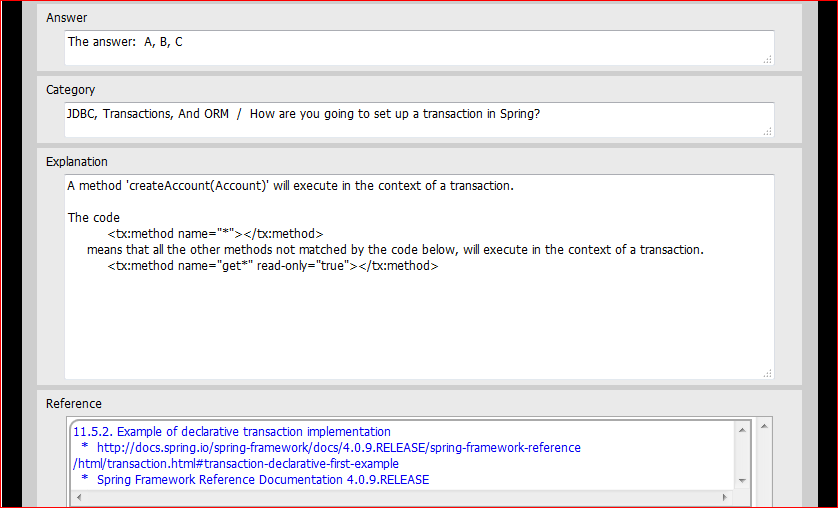 Answer
The answer:  A, B, C
Category
JDBC, Transactions, And ORM  /  How are you going to set up a transaction in Spring?
Explanation
A method 'createAccount(Account)' will execute in the context of a transaction.
The code
<tx:method name="*"></tx:method>
means that all the other methods not matched by the code below, will execute in the context of a transaction.
<tx:method name="get*" read-only="true"></tx:method>
Reference
11.5.2. Example of declarative transaction implementation
*  http://docs.spring.io/spring-framework/docs/4.0.9.RELEASE/spring-framework-reference
/html/transaction.html#transaction-declarative-first-example
*  Spring Framework Reference Documentation 4.0.9.RELEASE